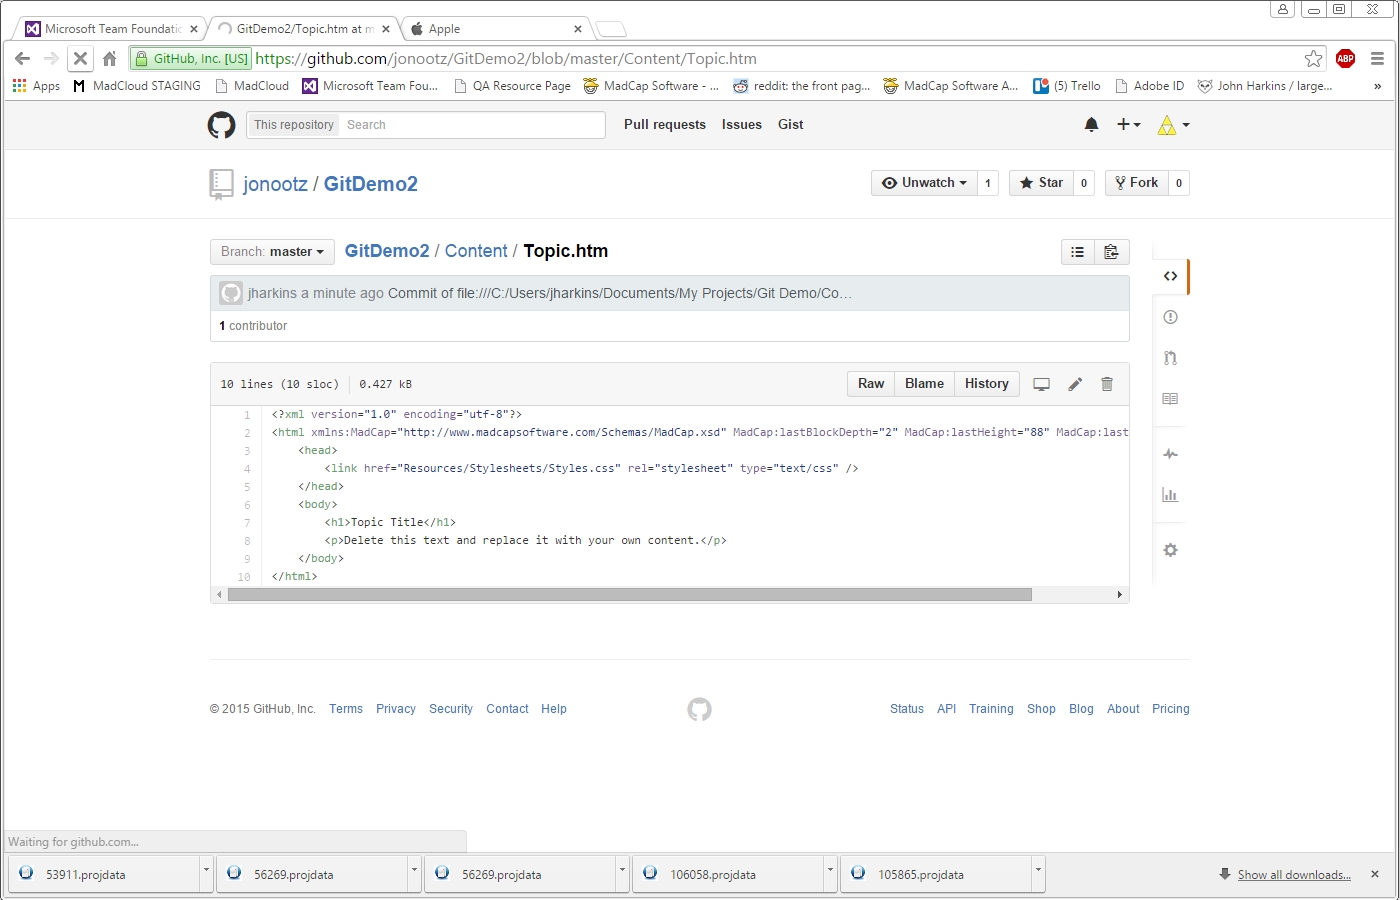 Microsoft Team Foundatic
GitDemo2/Topic.htm at m
Apple
GitHub, Inc. [US]
https://github.com/jonootz/GitDemo2/blob/master/Content/Topic.htm
ABP
Apps
MadCloud STAGING
MadCloud
Microsoft Team Fou...
QA Resource Page
MadCap Software - ...
reddit: the front pag...
MadCap Software A...
(5) Trello
Adobe ID
John Harkins / large...
»
This repository
Search
Pull requests
Issues
Gist
jonootz / GitDemo2
Unwatch 1
Star 0
Fork 0
Branch: master
GitDemo2 / Content / Topic.htm
jharkins a minute ago Commit of file:///C:/Users/jharkins/Documents/My Projects/Git Demo/Co…
1 contributor
10 lines (10 sloc) 0.427 kB
Raw Blame History
1 <?xml version="1.0" encoding="utf-8"?>
2 <html xmlns:MadCap="http://www.madcapsoftware.com/Schemas/MadCap.xsd" MadCap:lastBlockDepth="2" MadCap:lastHeight="88" MadCap:last
3 <head>
4 <link href="Resources/Stylesheets/Styles.css" rel="stylesheet" type="text/css" />
5 </head>
6 <body>
7 <h1>Topic Title</h1>
8 <p>Delete this text and replace it with your own content.</p>
9 </body>
10 </html>
© 2015 GitHub, Inc. Terms Privacy Security Contact Help
Status API Training Shop Blog About Pricing
Waiting for github.com...
53911.projdata
56269.projdata
56269.projdata
106058.projdata
105865.projdata
Show all downloads...